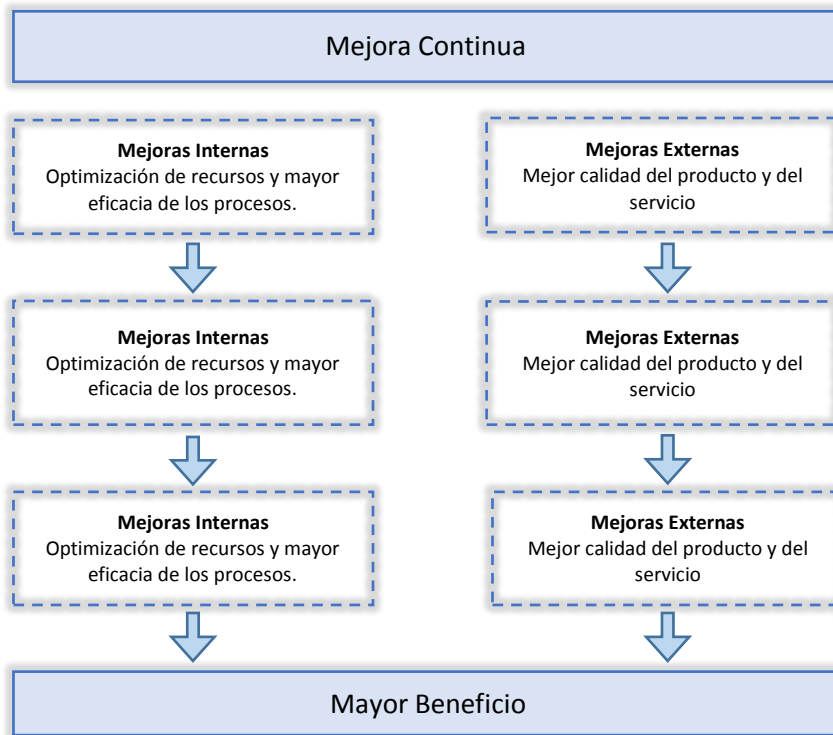 Mejora Continua
Mejoras Internas
Optimización de recursos y mayor
eficacia de los procesos.
Mejoras Externas
Mejor calidad del producto y del
servicio
Mejoras Internas
Optimización de recursos y mayor
eficacia de los procesos.
Mejoras Externas
Mejor calidad del producto y del
servicio
Mejoras Internas
Optimización de recursos y mayor
eficacia de los procesos.
Mejoras Externas
Mejor calidad del producto y del
servicio
Mayor Beneficio